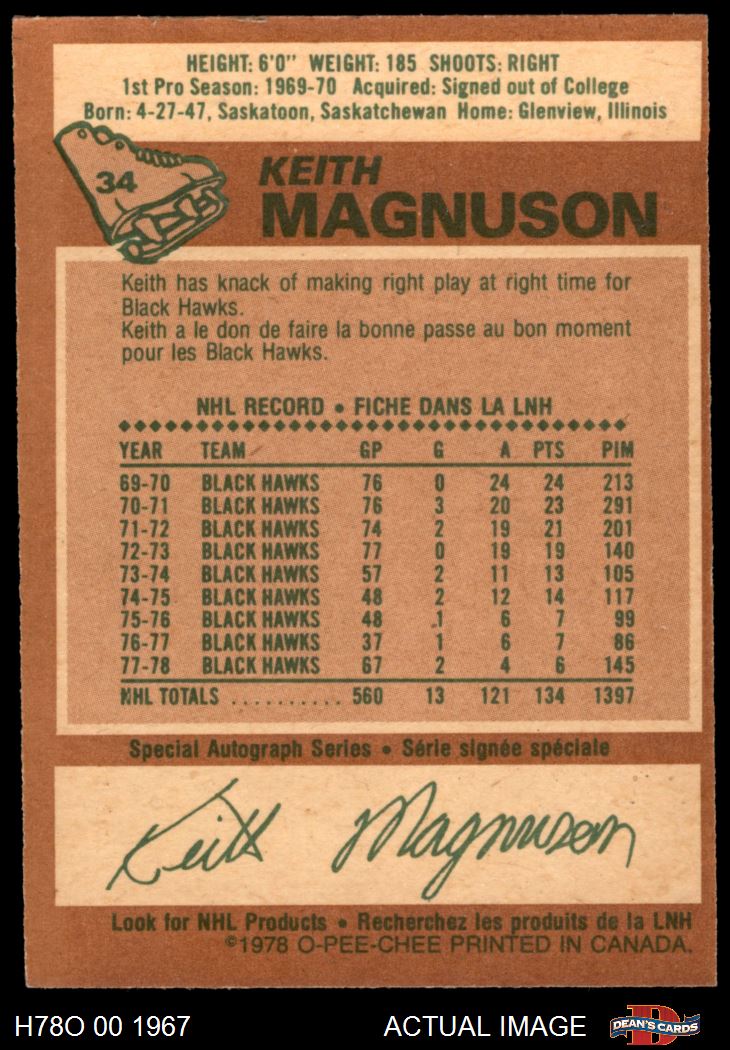 HEIGHT: 6'0" WEIGHT: 185 SHOOTS: RIGHT
1st Pro Season: 1969-70 Acquired: Signed out of College
Born: 4-27-47, Saskatoon, Saskatchewan Home: Glenview, Illinois
34
KEITH
MAGNUSON
Keith has knack of making right play at right time for
Black Hawks.
Keith a le don de faire la bonne passe au bon moment
pour les Black Hawks.
NHL RECORD • FICHE DANS LA LNH
YEAR TEAM GP G A PTS PIM
69-70 BLACK HAWKS 76 0 24 24 213
70-71 BLACK HAWKS 76 3 20 23 291
71-72 BLACK HAWKS 74 2 19 21 201
72-73 BLACK HAWKS 77 0 19 19 140
73-74 BLACK HAWKS 57 2 11 13 105
74-75 BLACK HAWKS 48 2 12 14 117
75-76 BLACK HAWKS 48 1 6 7 99
76-77 BLACK HAWKS 37 1 6 7 86
77-78 BLACK HAWKS 67 2 4 6 145
NHL TOTALS .......... 560 13 121 134 1397
Special Autograph Series • Série signée spéciale
Keith Magnuson
Look for NHL Products • Recherchez les produits de la LNH
©1978 O-PEE-CHEE PRINTED IN CANADA.
H78O 00 1967 ACTUAL IMAGE DEAN'S CARDS